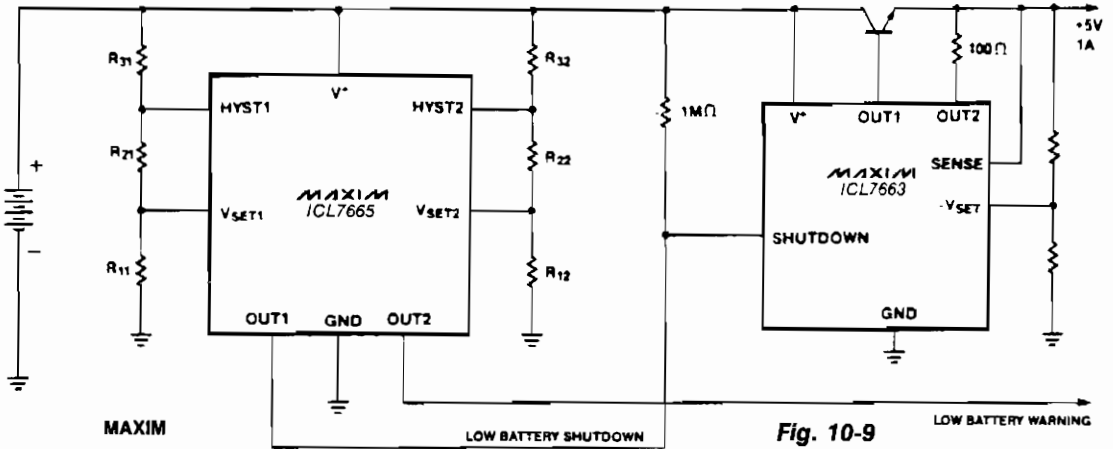 +5V
1A
R31
R32
100Ω
HYST1
V+
HYST2
1MΩ
V+
OUT1
OUT2
R21
R22
SENSE
+
MAXIM
ICL7665
MAXIM
ICL7663
VSET1
VSET2
VSET
−
SHUTDOWN
R11
R12
OUT1
GND
OUT2
GND
MAXIM
LOW BATTERY SHUTDOWN
Fig. 10-9
LOW BATTERY WARNING